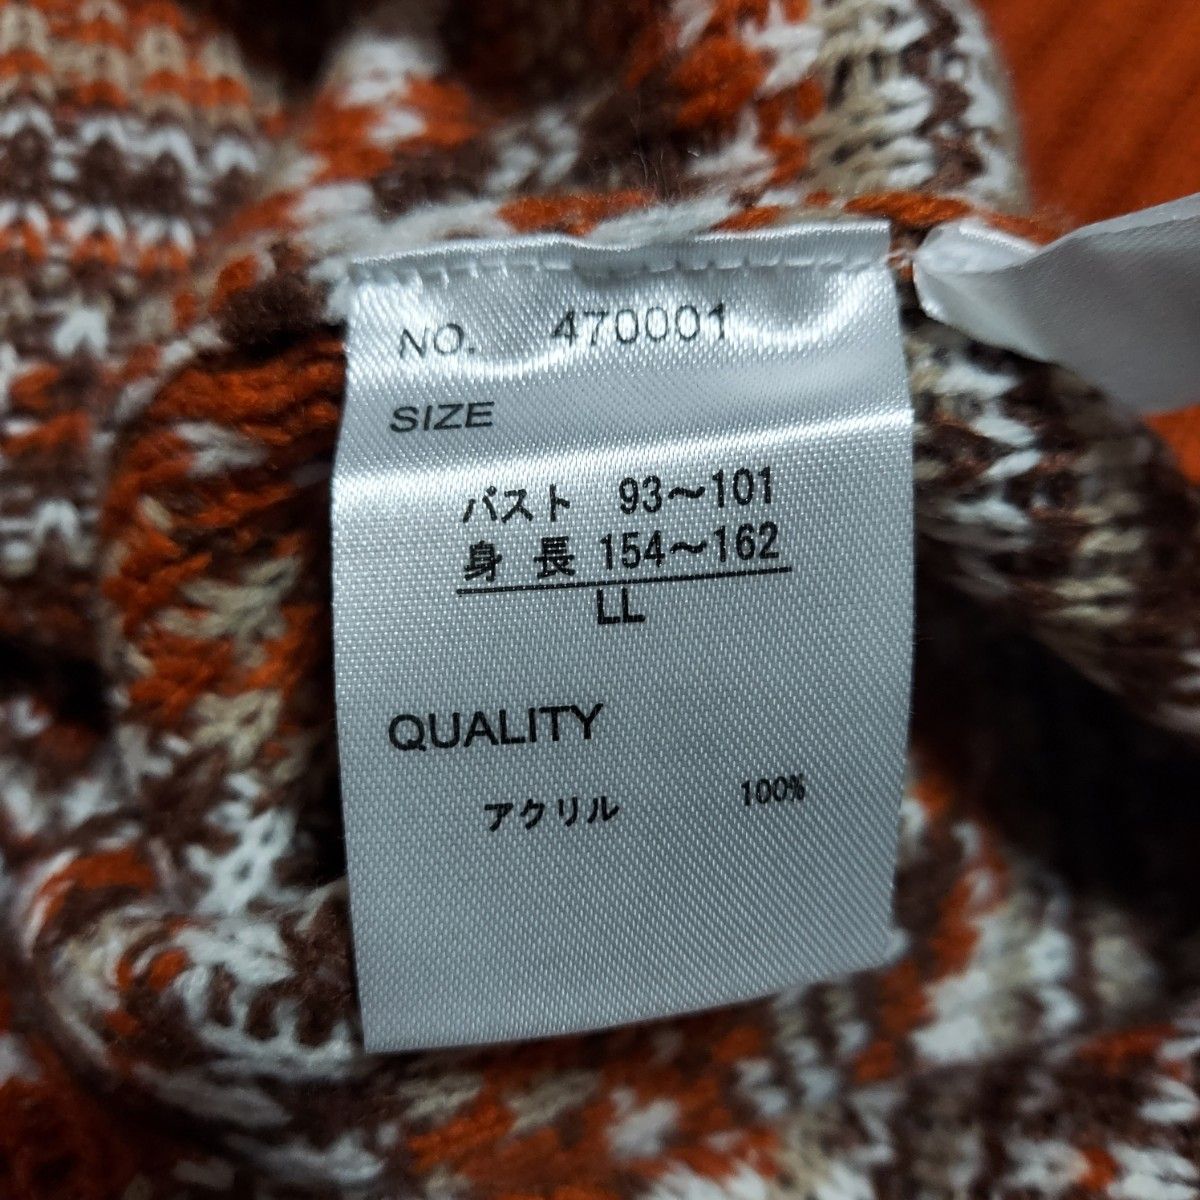 NO. 470001
SIZE
バスト 93～101
身長 154～162
LL
QUALITY
アクリル 100%